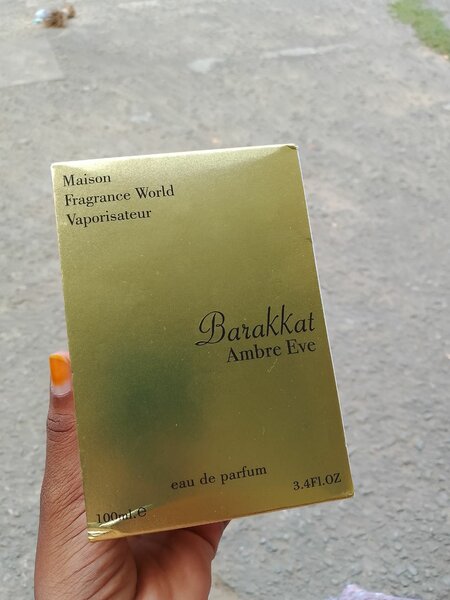 Maison
Fragrance World
Vaporisateur
Barakkat
Ambre Eve
eau de parfum
100ml.℮ 3.4Fl.OZ